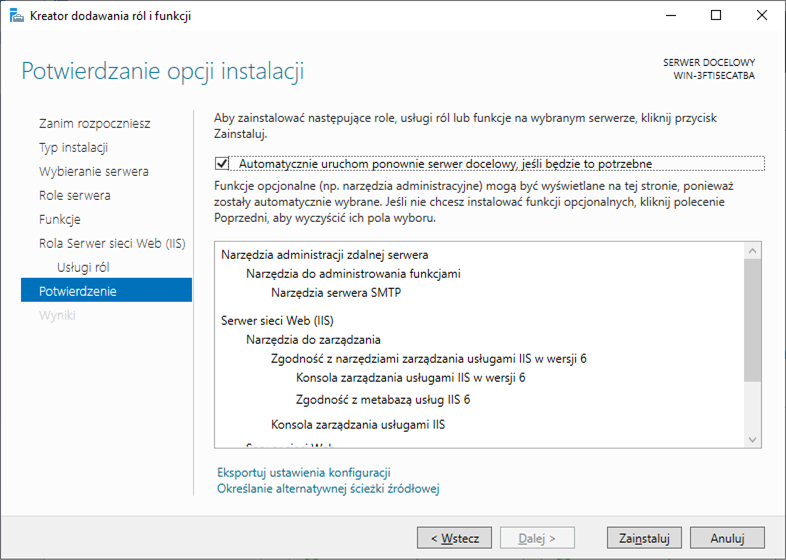 Kreator dodawania ról i funkcji
Potwierdzanie opcji instalacji
SERWER DOCELOWY
WIN-3FTI5ECATBA
Zanim rozpoczniesz
Typ instalacji
Wybieranie serwera
Role serwera
Funkcje
Rola Serwer sieci Web (IIS)
Usługi ról
Potwierdzenie
Wyniki
Aby zainstalować następujące role, usługi ról lub funkcje na wybranym serwerze, kliknij przycisk
Zainstaluj.
Automatycznie uruchom ponownie serwer docelowy, jeśli będzie to potrzebne
Funkcje opcjonalne (np. narzędzia administracyjne) mogą być wyświetlane na tej stronie, ponieważ
zostały automatycznie wybrane. Jeśli nie chcesz instalować funkcji opcjonalnych, kliknij polecenie
Poprzedni, aby wyczyścić ich pola wyboru.
Narzędzia administracji zdalnej serwera
Narzędzia do administrowania funkcjami
Narzędzia serwera SMTP
Serwer sieci Web (IIS)
Narzędzia do zarządzania
Zgodność z narzędziami zarządzania usługami IIS w wersji 6
Konsola zarządzania usługami IIS w wersji 6
Zgodność z metabazą usług IIS 6
Konsola zarządzania usługami IIS
Eksportuj ustawienia konfiguracji
Określanie alternatywnej ścieżki źródłowej
< Wstecz
Dalej >
Zainstaluj
Anuluj